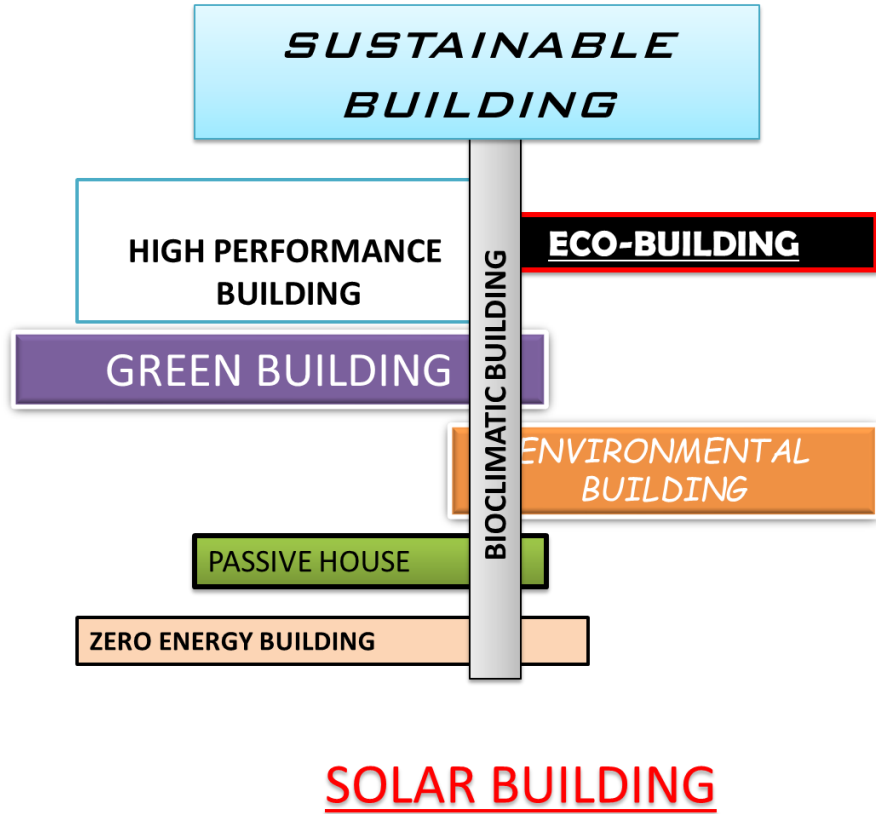 SUSTAINABLE
BUILDING
HIGH PERFORMANCE
BUILDING
ECO-BUILDING
BIOCLIMATIC BUILDING
GREEN BUILDING
ENVIRONMENTAL
BUILDING
PASSIVE HOUSE
ZERO ENERGY BUILDING
SOLAR BUILDING